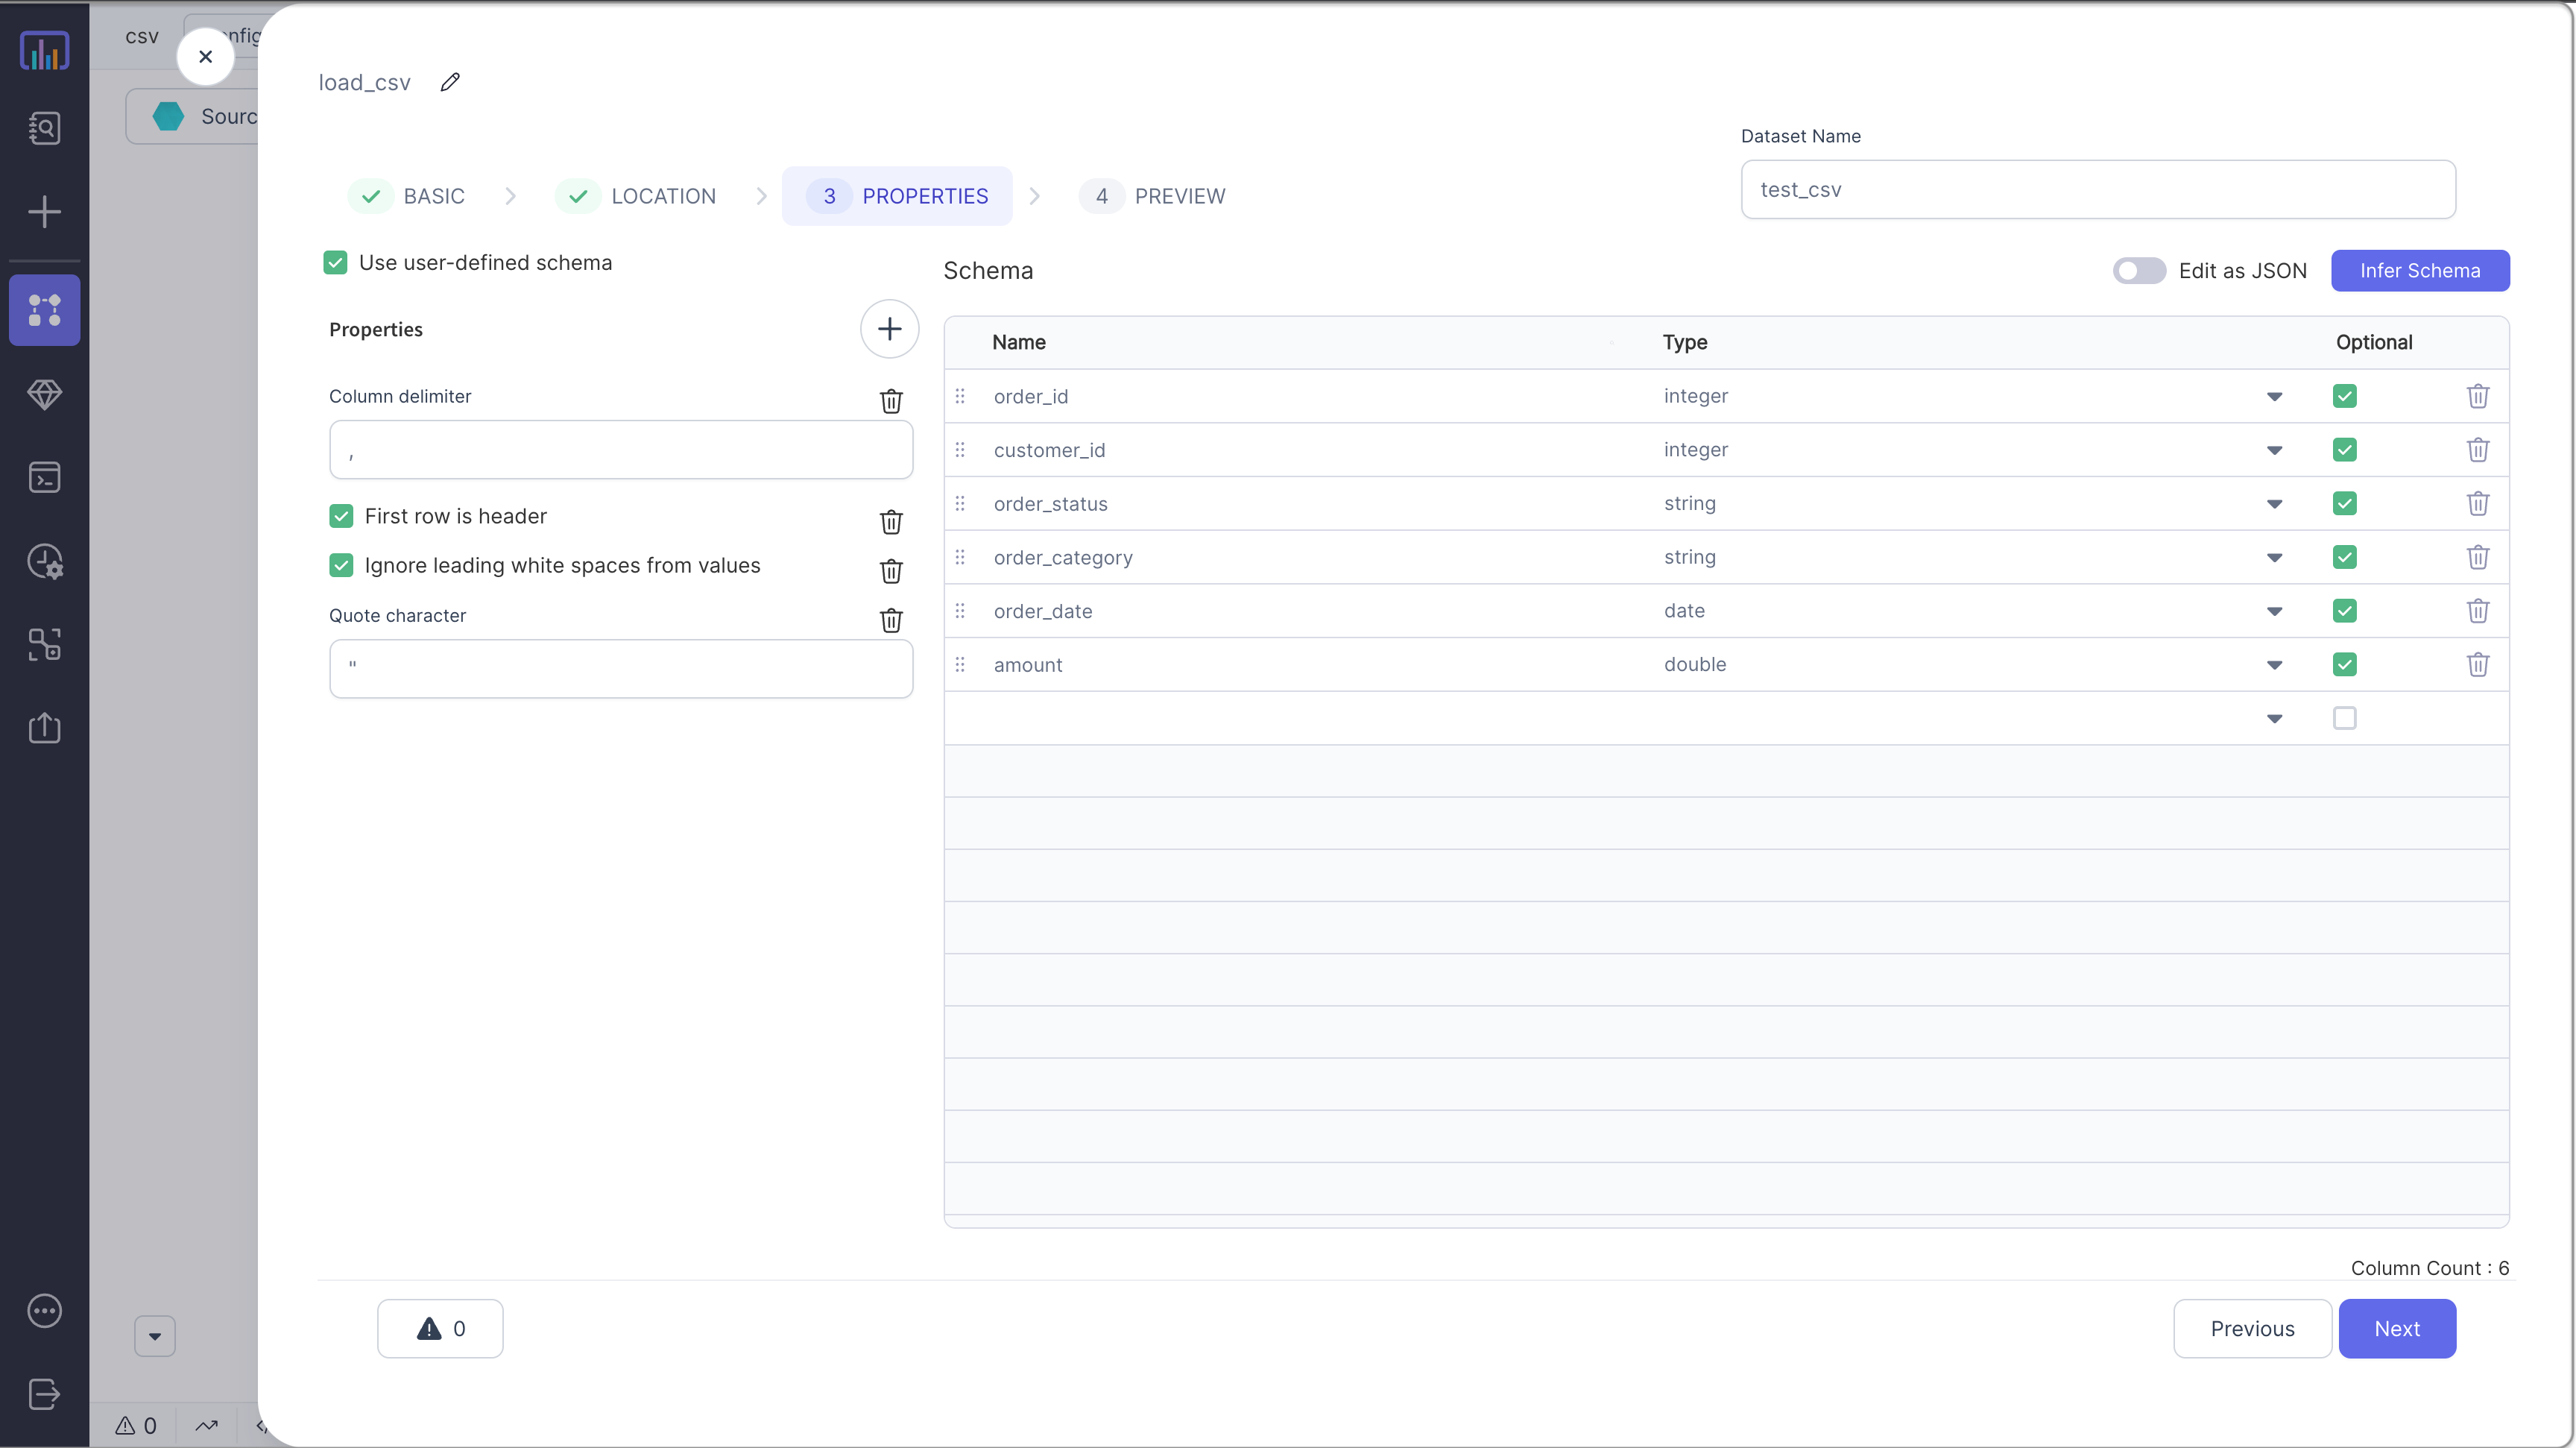 csv
load_csv
Dataset Name
test_csv
BASIC
LOCATION
3 PROPERTIES
4 PREVIEW
Use user-defined schema
Schema
Edit as JSON
Infer Schema
Properties
Column delimiter
,
First row is header
Ignore leading white spaces from values
Quote character
"
Name Type Optional
order_id integer
customer_id integer
order_status string
order_category string
order_date date
amount double
Column Count : 6
0
Previous
Next
0